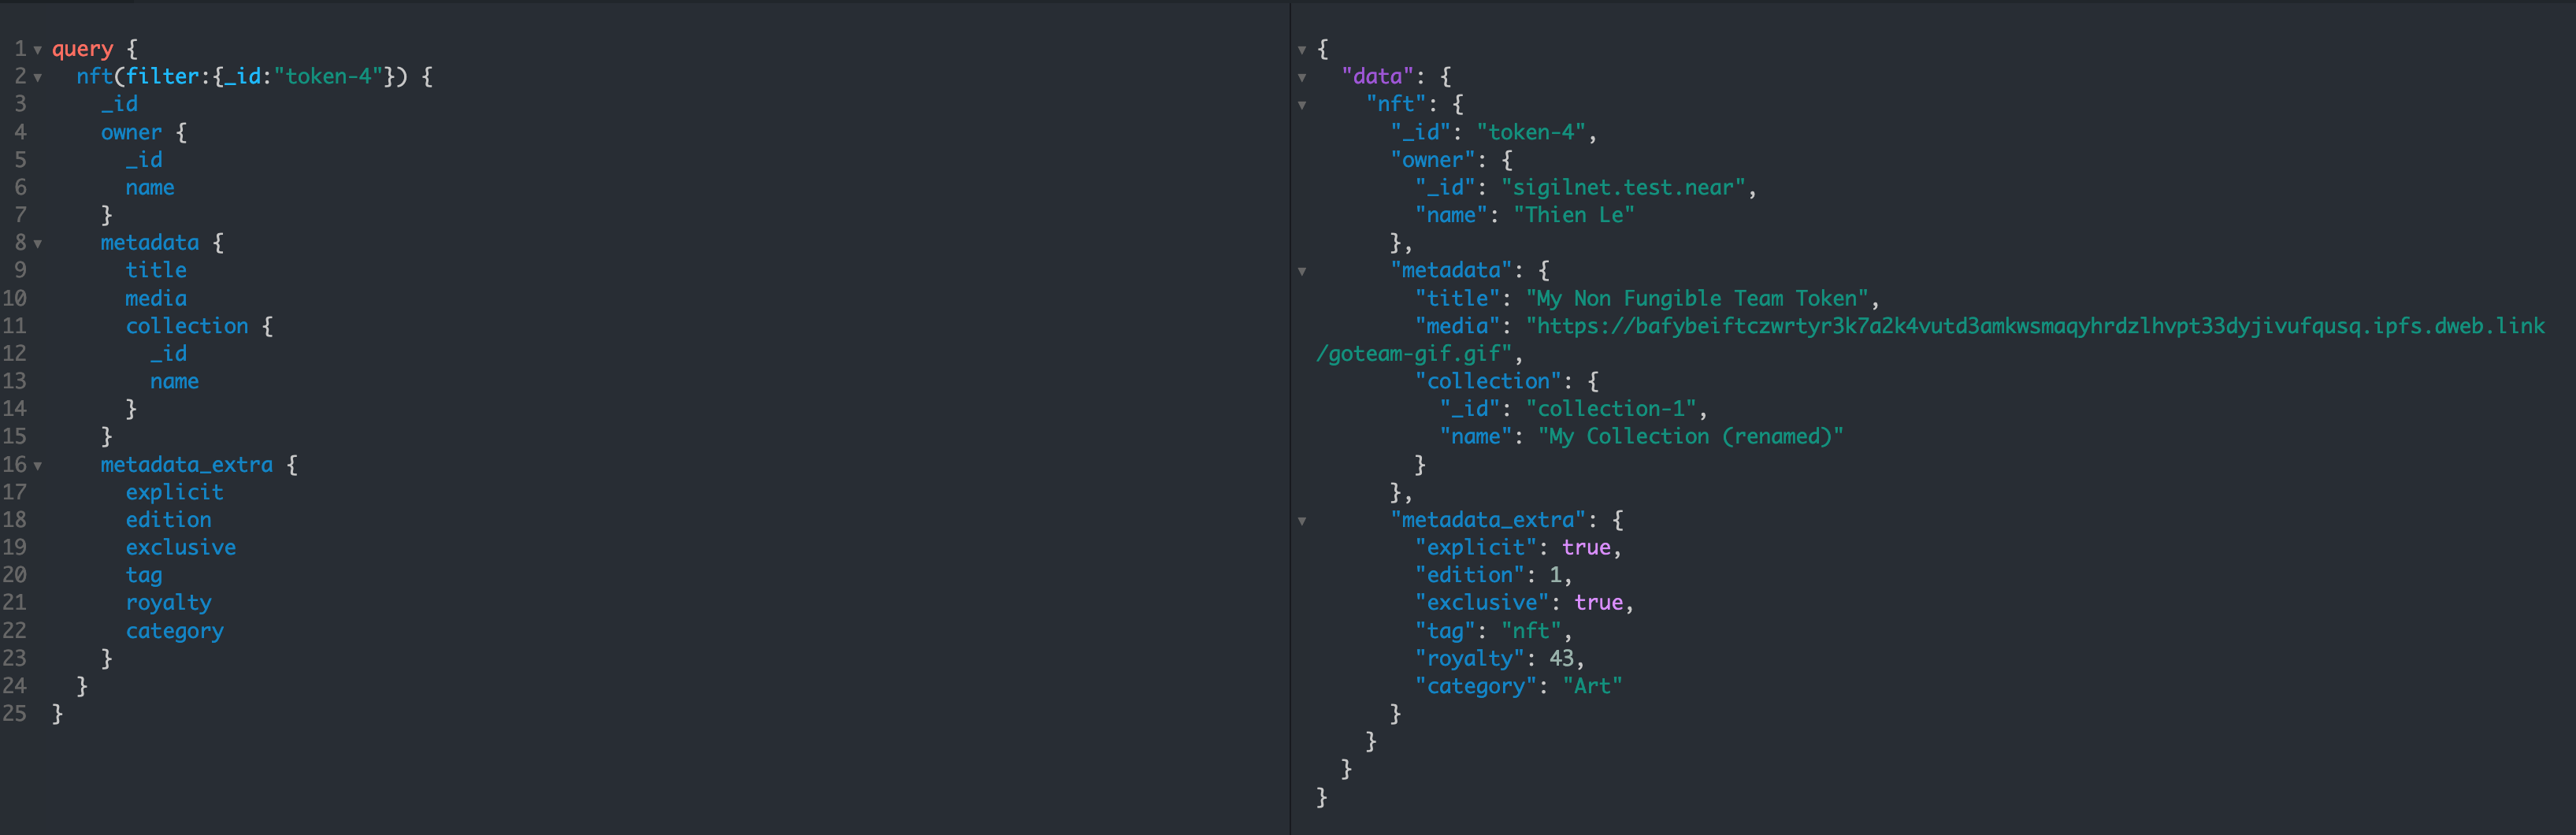 1 query {
2 nft(filter:{_id:"token-4"}) {
3 _id
4 owner {
5 _id
6 name
7 }
8 metadata {
9 title
10 media
11 collection {
12 _id
13 name
14 }
15 }
16 metadata_extra {
17 explicit
18 edition
19 exclusive
20 tag
21 royalty
22 category
23 }
24 }
25 }
{
"data": {
"nft": {
"_id": "token-4",
"owner": {
"_id": "sigilnet.test.near",
"name": "Thien Le"
},
"metadata": {
"title": "My Non Fungible Team Token",
"media": "https://bafybeiftczwrtyr3k7a2k4vutd3amkwsmaqyhrdzlhvpt33dyjivufqusq.ipfs.dweb.link
/goteam-gif.gif",
"collection": {
"_id": "collection-1",
"name": "My Collection (renamed)"
}
},
"metadata_extra": {
"explicit": true,
"edition": 1,
"exclusive": true,
"tag": "nft",
"royalty": 43,
"category": "Art"
}
}
}
}